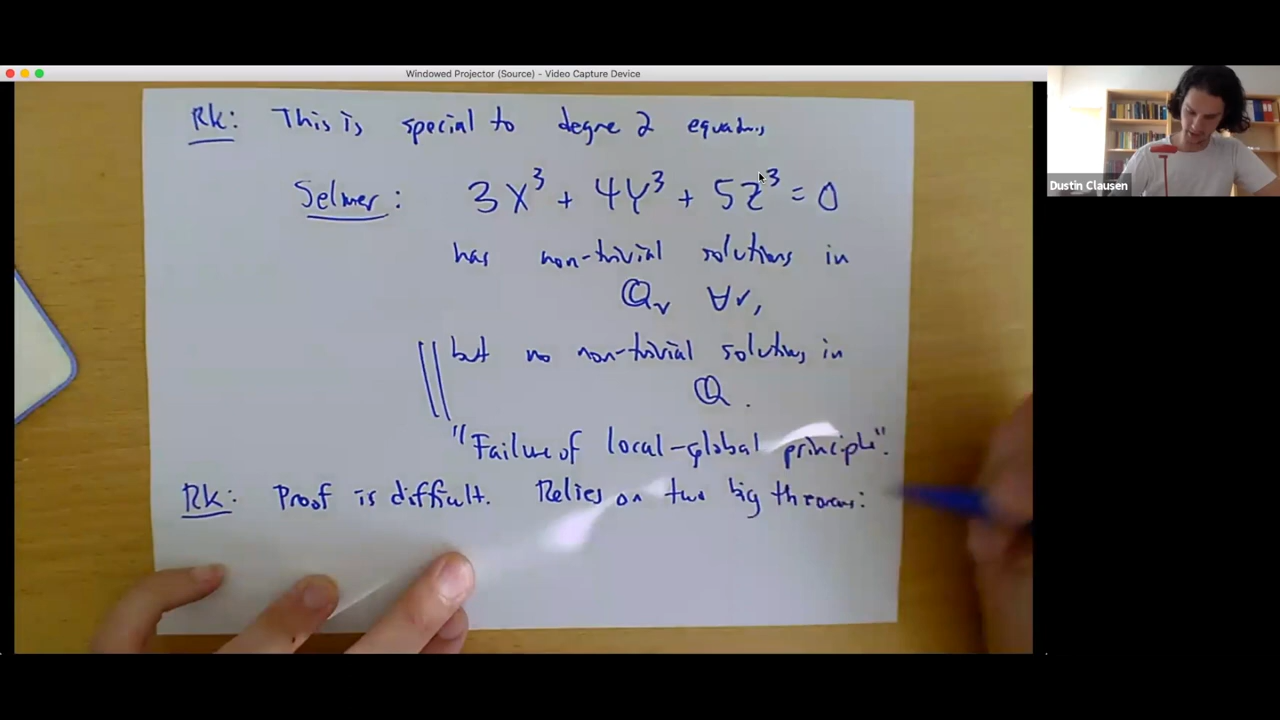 Windowed Projector (Source) - Video Capture Device
Rk: This is special to degre 2 equations
Selmer: 3X³ + 4Y³ + 5Z³ = 0
has non-trivial solutions in
ℚᵥ ∀v,
but no non-trivial solutions in
ℚ.
"Failure of local-global principle".
Rk: Proof is difficult. Relies on two big theorems:
Dustin Clausen